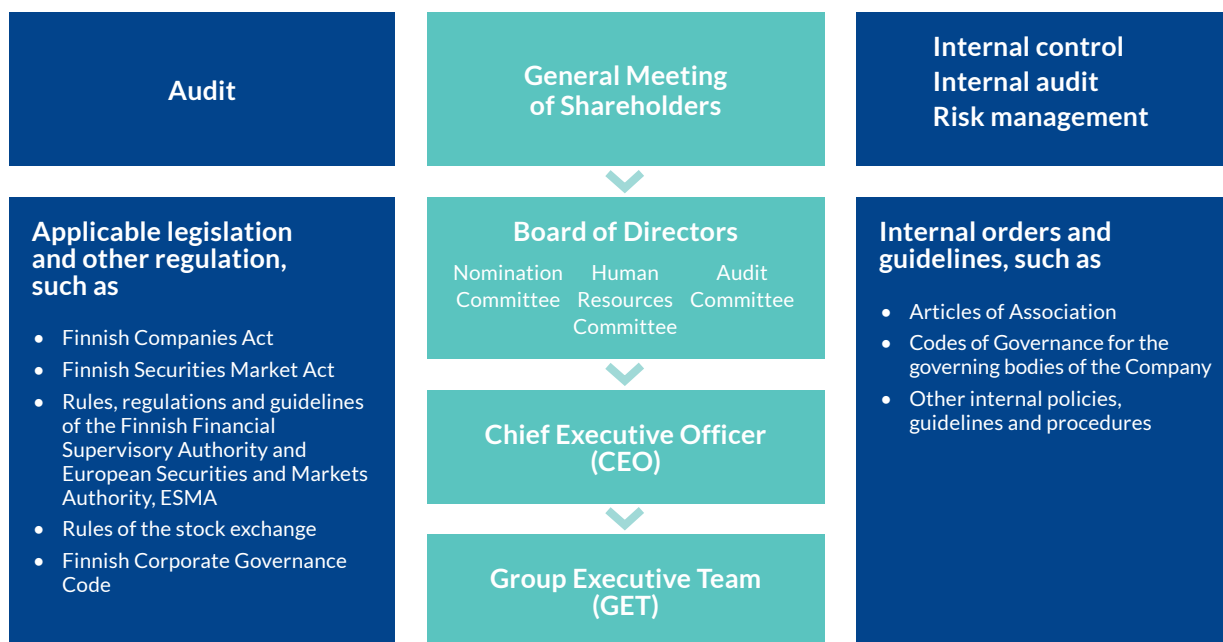 Audit
General Meeting
of Shareholders
Internal control
Internal audit
Risk management
Applicable legislation
and other regulation,
such as
• Finnish Companies Act
• Finnish Securities Market Act
• Rules, regulations and guidelines
of the Finnish Financial
Supervisory Authority and
European Securities and Markets
Authority, ESMA
• Rules of the stock exchange
• Finnish Corporate Governance
Code
Board of Directors
Nomination
Committee
Human
Resources
Committee
Audit
Committee
Chief Executive Officer
(CEO)
Group Executive Team
(GET)
Internal orders and
guidelines, such as
• Articles of Association
• Codes of Governance for the
governing bodies of the Company
• Other internal policies,
guidelines and procedures